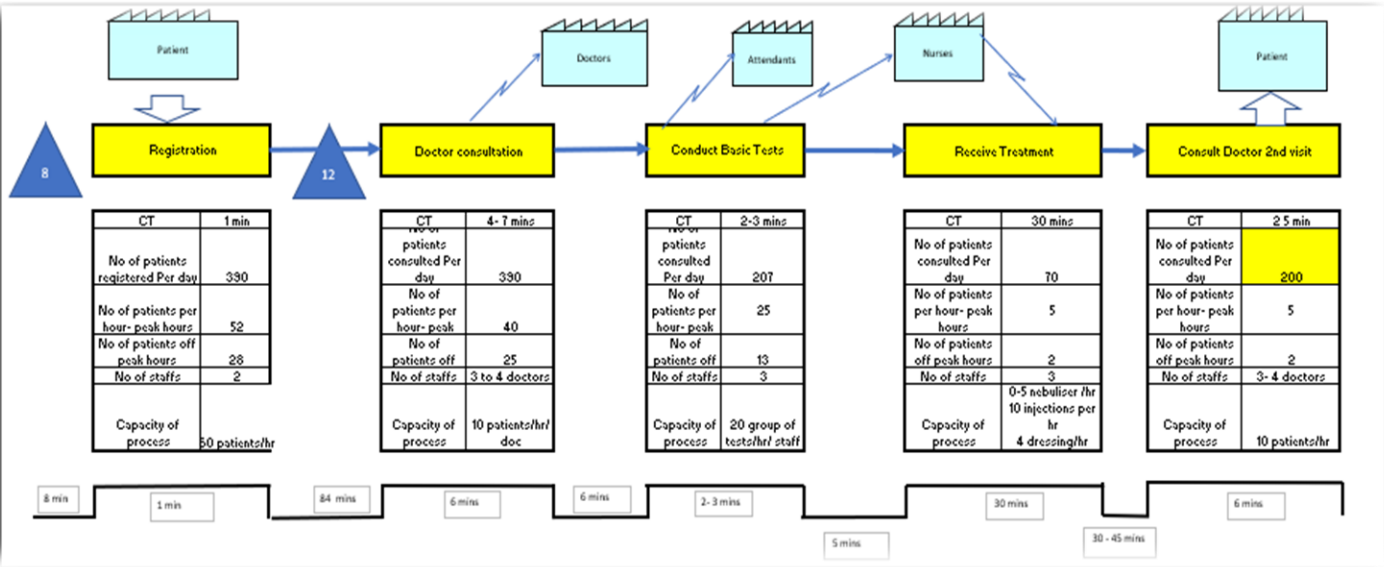 Patient
Doctors
Attendants
Nurses
Patient
8
Registration
12
Doctor consultation
Conduct Basic Tests
Receive Treatment
Consult Doctor 2nd visit
CT 1 min
No of patients
registered Per day 390
No of patients per
hour- peak hours 52
No of patients off
peak hours 28
No of staffs 2
Capacity of
process
patients/hr
CT 4- 7 mins
patients
consulted Per
day 390
No of
patients per
hour- peak 40
No of
patients off 25
No of staffs 3 to 4 doctors
Capacity of
process
10 patients/hr/
doc
CT 2-3 mins
patients
consulted
Per day 207
No of
patients per
hour- peak
25
No of
patients off 13
No of staffs 3
Capacity of
process
20 group of
tests/hr/ staff
CT 30 mins
No of patients
consulted Per
day 70
No of patients
per hour- peak
hours
5
No of patients
off peak hours 2
No of staffs 3
Capacity of
process
0-5 nebuliser /hr
10 injections per
hr
4 dressing/hr
CT 2 5 min
No of patients
consulted Per
day 200
No of patients
per hour- peak
hours
5
No of patients
off peak hours 2
No of staffs 3- 4 doctors
Capacity of
process 10 patients/hr
8 min
1 min
84 mins
6 mins
6 mins
2- 3 mins
5 mins
30 mins
30 - 45 mins
6 mins